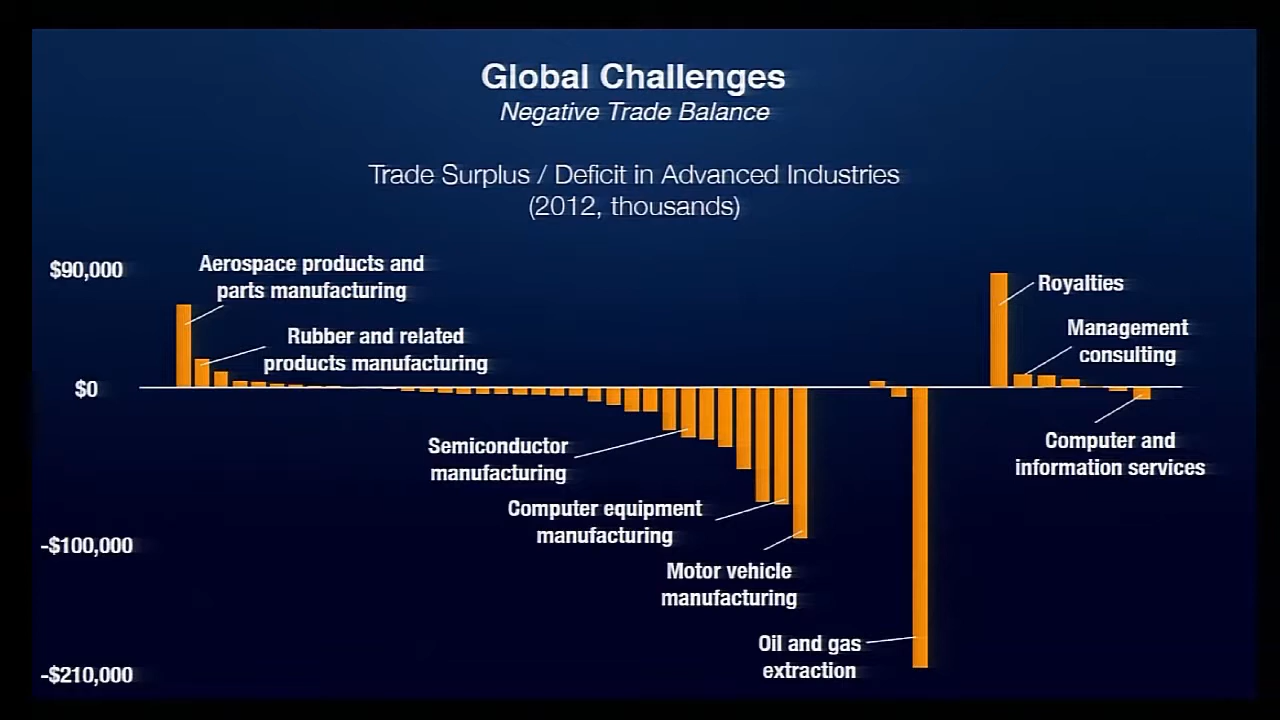 Global Challenges
Negative Trade Balance
Trade Surplus / Deficit in Advanced Industries
(2012, thousands)
$90,000
Aerospace products and
parts manufacturing
Rubber and related
products manufacturing
Royalties
Management
consulting
$0
Semiconductor
manufacturing
Computer and
information services
Computer equipment
manufacturing
-$100,000
Motor vehicle
manufacturing
Oil and gas
extraction
-$210,000